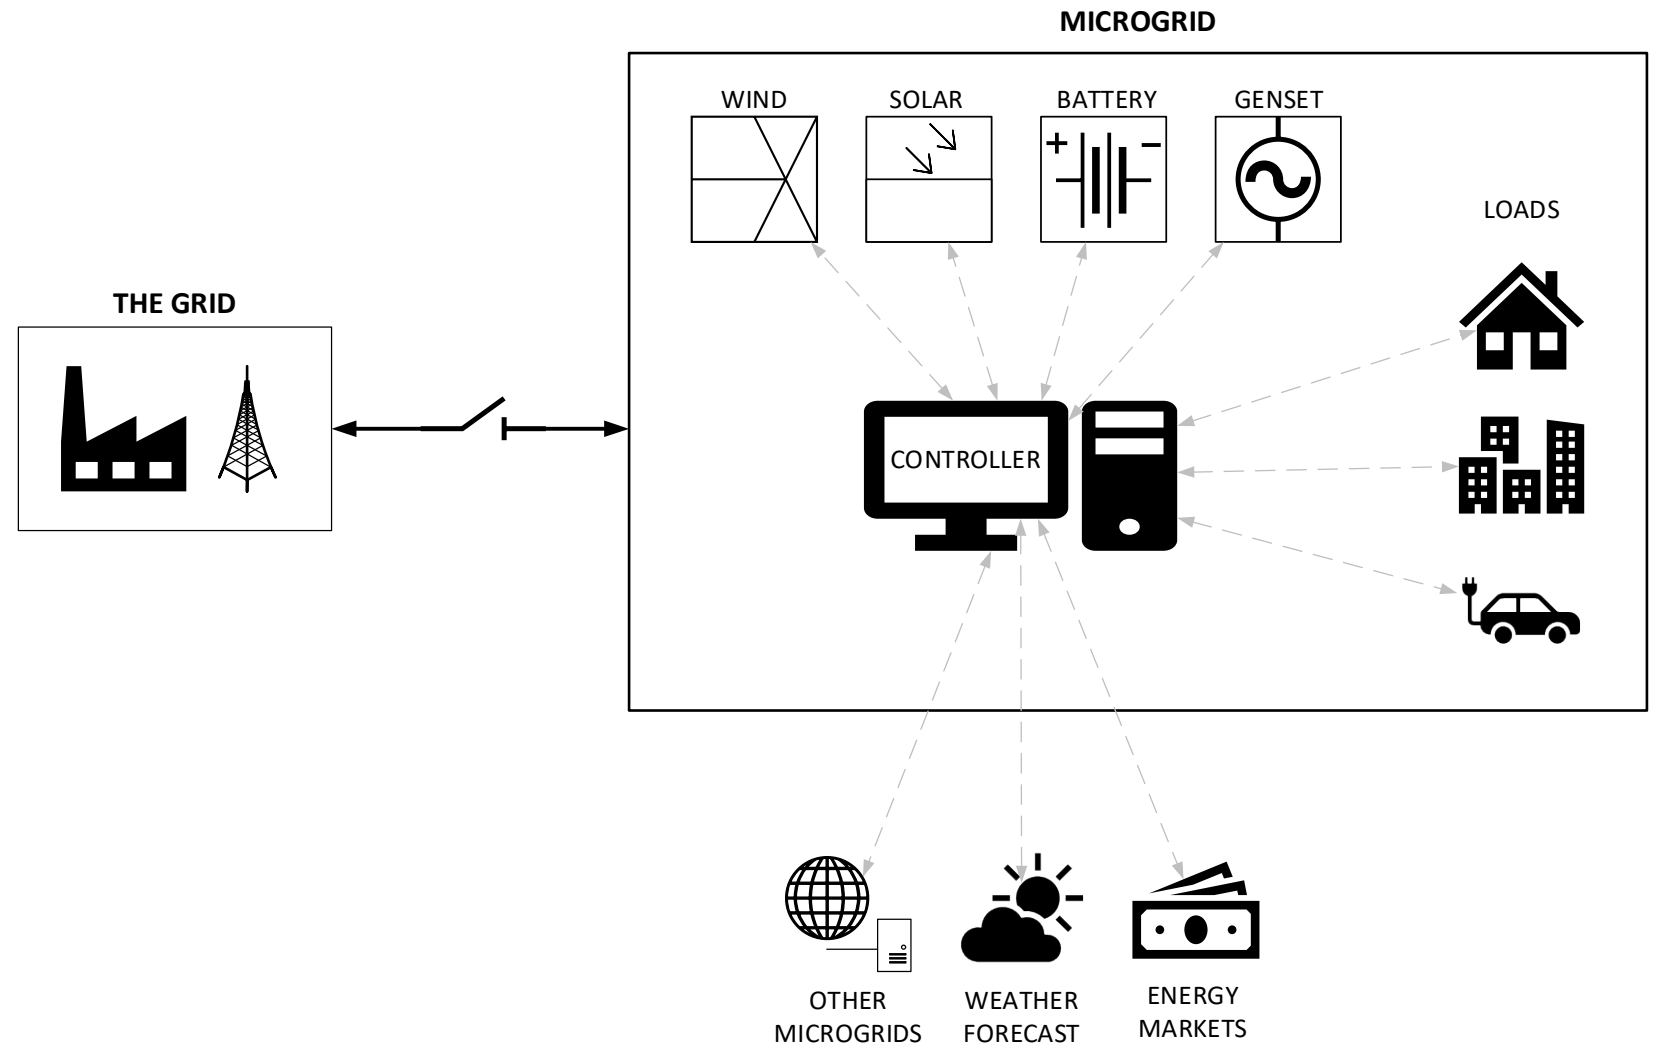 MICROGRID
WIND
SOLAR
BATTERY
GENSET
LOADS
THE GRID
CONTROLLER
OTHER
MICROGRIDS
WEATHER
FORECAST
ENERGY
MARKETS